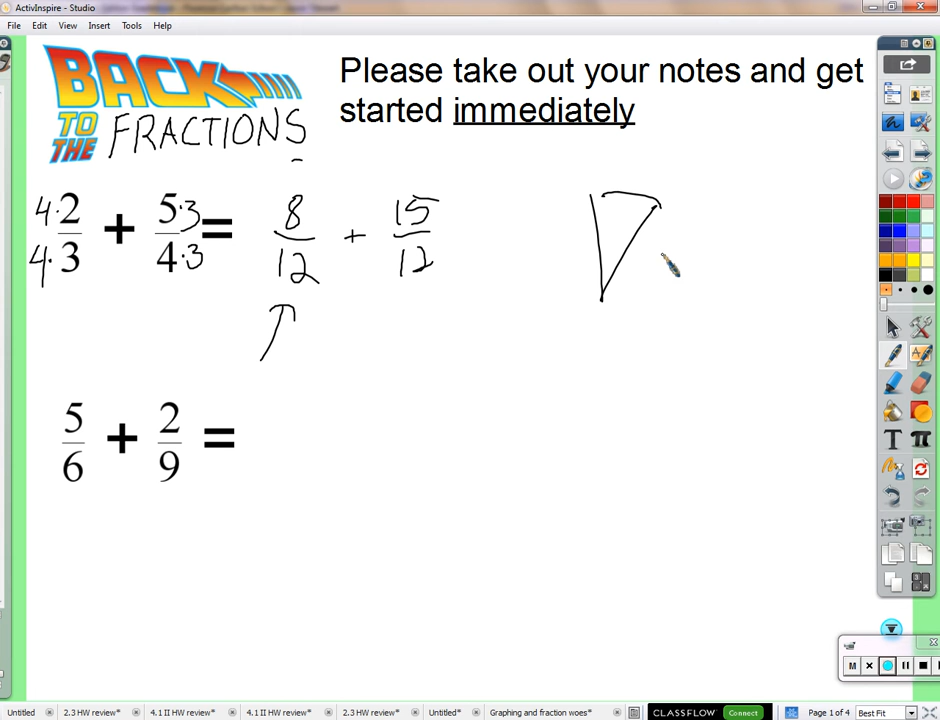 ActivInspire - Studio
File Edit View Insert Tools Help
BACK
TO
THE
FRACTIONS
Please take out your notes and get
started immediately
4·2/4·3 + 5·3/4·3 = 8/12 + 15/12
5/6 + 2/9 =
M
Untitled 2.3 HW review* 4.1 II HW review* 4.1 II HW review* 2.3 HW review* Untitled* Graphing and fraction woes* CLASSFLOW Connect Page 1 of 4 Best Fit